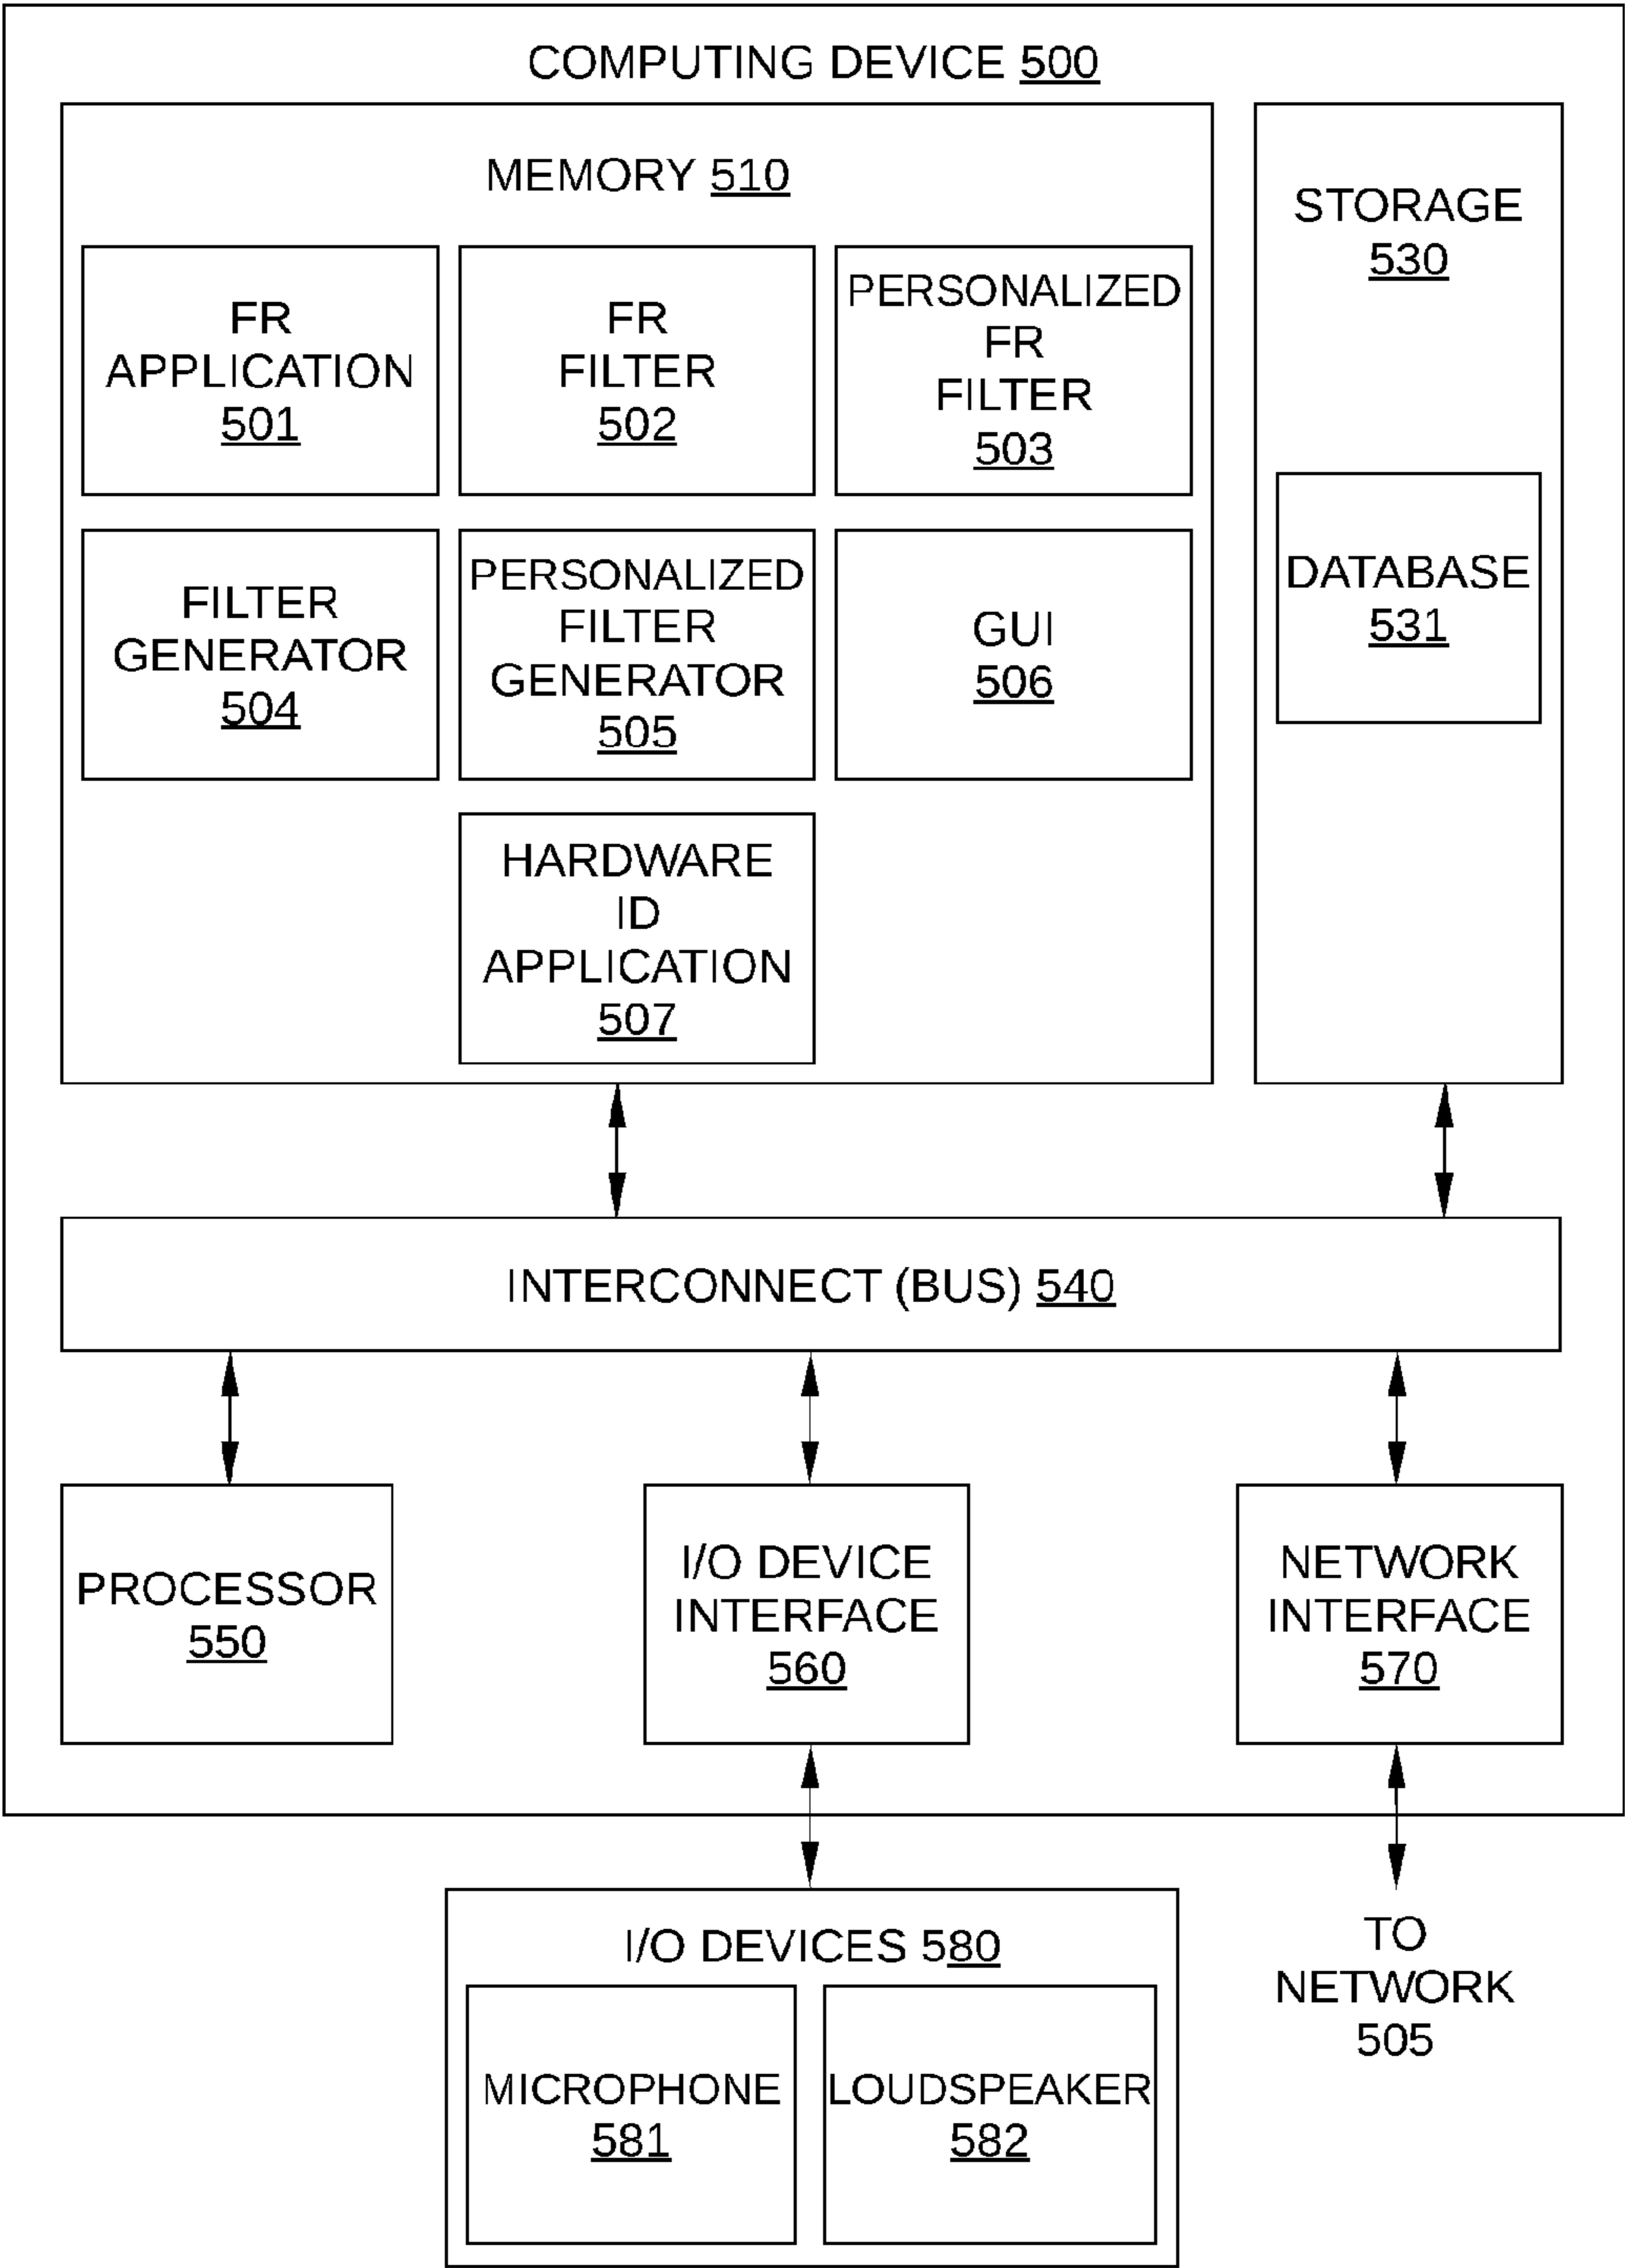 COMPUTING DEVICE 500
MEMORY 510
FR
APPLICATION
501
FR
FILTER
502
PERSONALIZED
FR
FILTER
503
FILTER
GENERATOR
504
PERSONALIZED
FILTER
GENERATOR
505
GUI
506
HARDWARE
ID
APPLICATION
507
STORAGE
530
DATABASE
531
INTERCONNECT (BUS) 540
PROCESSOR
550
I/O DEVICE
INTERFACE
560
NETWORK
INTERFACE
570
I/O DEVICES 580
MICROPHONE
581
LOUDSPEAKER
582
TO
NETWORK
505